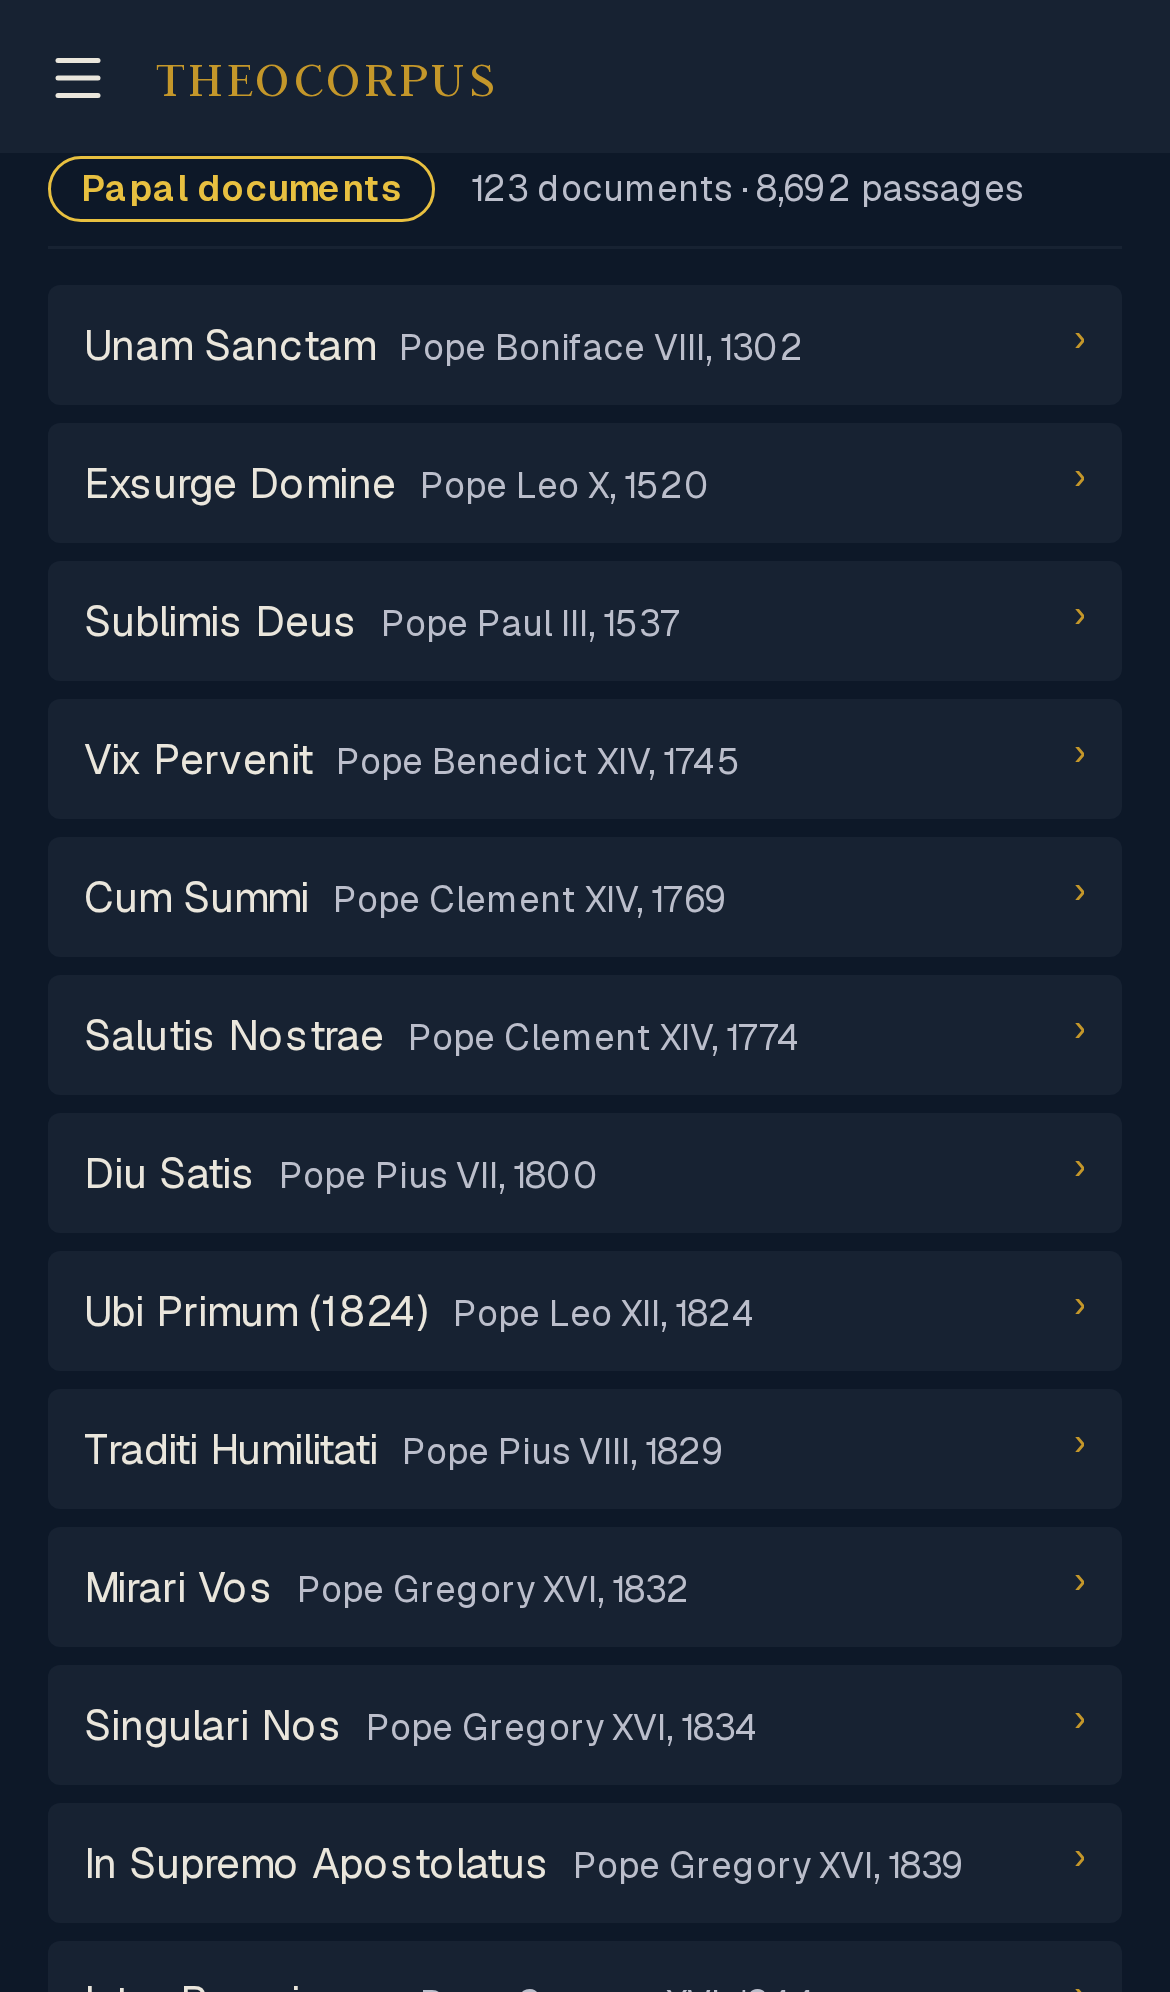 THEOCORPUS
Papal documents 123 documents · 8,692 passages
Unam Sanctam Pope Boniface VIII, 1302 ›
Exsurge Domine Pope Leo X, 1520 ›
Sublimis Deus Pope Paul III, 1537 ›
Vix Pervenit Pope Benedict XIV, 1745 ›
Cum Summi Pope Clement XIV, 1769 ›
Salutis Nostrae Pope Clement XIV, 1774 ›
Diu Satis Pope Pius VII, 1800 ›
Ubi Primum (1824) Pope Leo XII, 1824 ›
Traditi Humilitati Pope Pius VIII, 1829 ›
Mirari Vos Pope Gregory XVI, 1832 ›
Singulari Nos Pope Gregory XVI, 1834 ›
In Supremo Apostolatus Pope Gregory XVI, 1839 ›